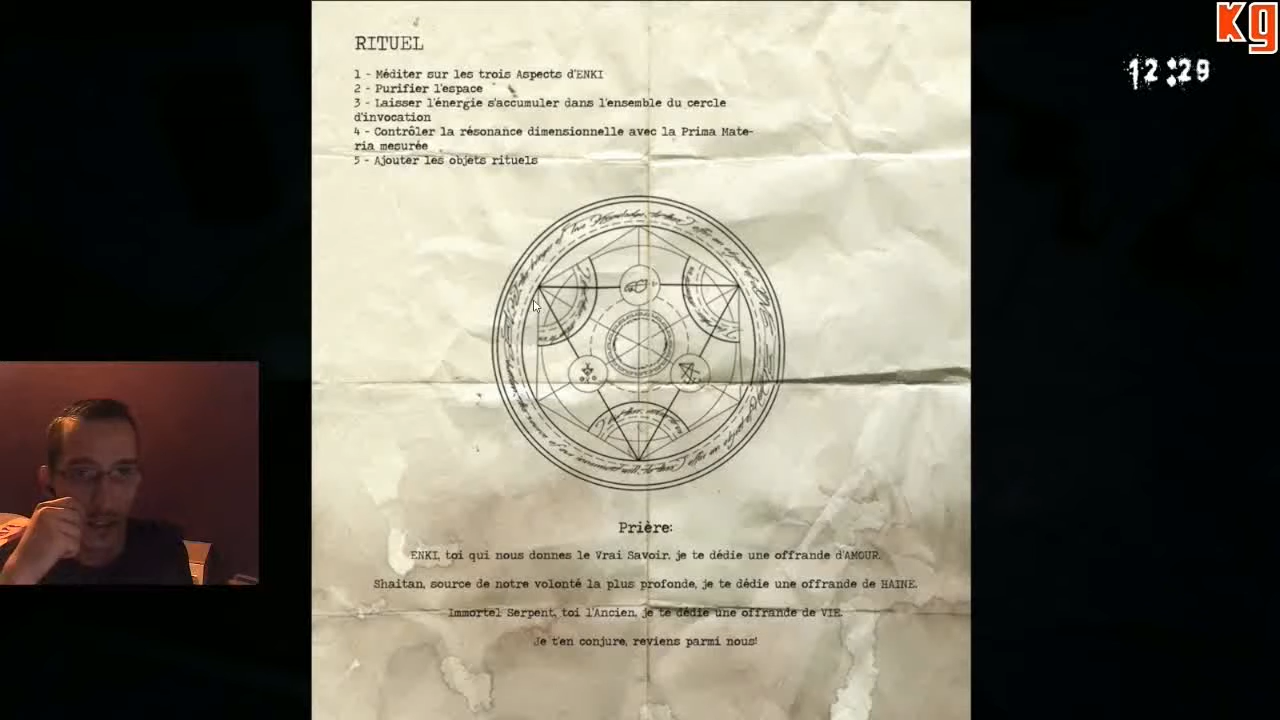 KG
12:29
RITUEL
1 - Méditer sur les trois Aspects d'ENKI
2 - Purifier l'espace
3 - Laisser l'énergie s'accumuler dans l'ensemble du cercle
d'invocation
4 - Contrôler la résonance dimensionnelle avec la Prima Mate-
ria mesurée
5 - Ajouter les objets rituels
Prière:
ENKI, toi qui nous donnes le Vrai Savoir, je te dédie une offrande d'AMOUR.
Shaitan, source de notre volonté la plus profonde, je te dédie une offrande de HAINE.
Immortel Serpent, toi l'Ancien, je te dédie une offrande de VIE.
Je t'en conjure, reviens parmi nous!